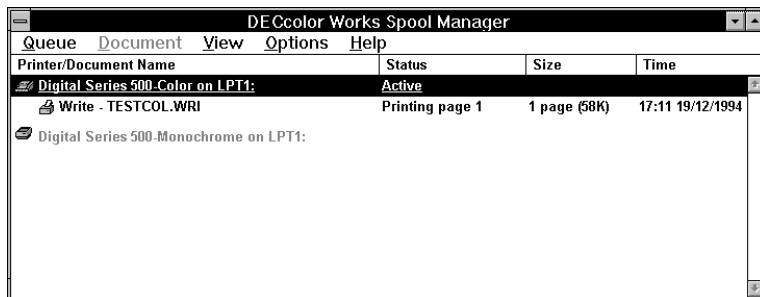 DECcolor Works Spool Manager
Queue Document View Options Help
Printer/Document Name Status Size Time
Digital Series 500-Color on LPT1: Active
Write - TESTCOL.WRI Printing page 1 1 page (58K) 17:11 19/12/1994
Digital Series 500-Monochrome on LPT1: